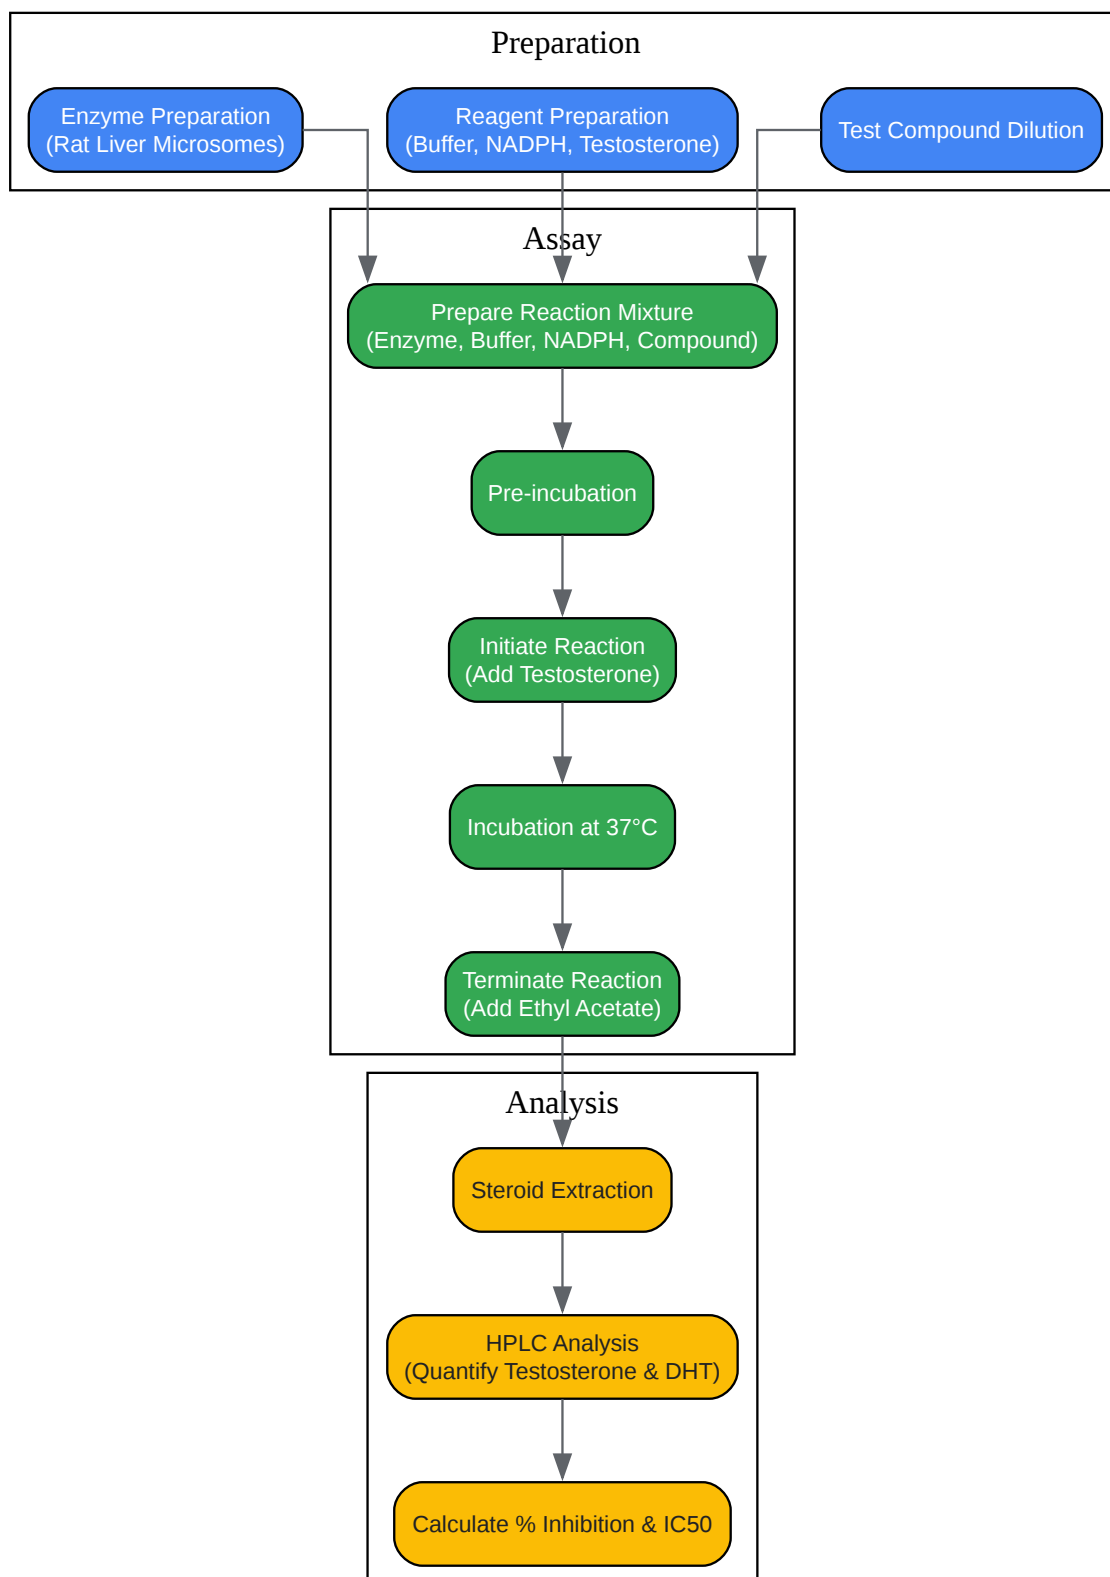 Preparation
Enzyme Preparation
(Rat Liver Microsomes)
Reagent Preparation
(Buffer, NADPH, Testosterone)
Test Compound Dilution
Assay
Prepare Reaction Mixture
(Enzyme, Buffer, NADPH, Compound)
Pre-incubation
Initiate Reaction
(Add Testosterone)
Incubation at 37°C
Terminate Reaction
(Add Ethyl Acetate)
Analysis
Steroid Extraction
HPLC Analysis
(Quantify Testosterone & DHT)
Calculate % Inhibition & IC50